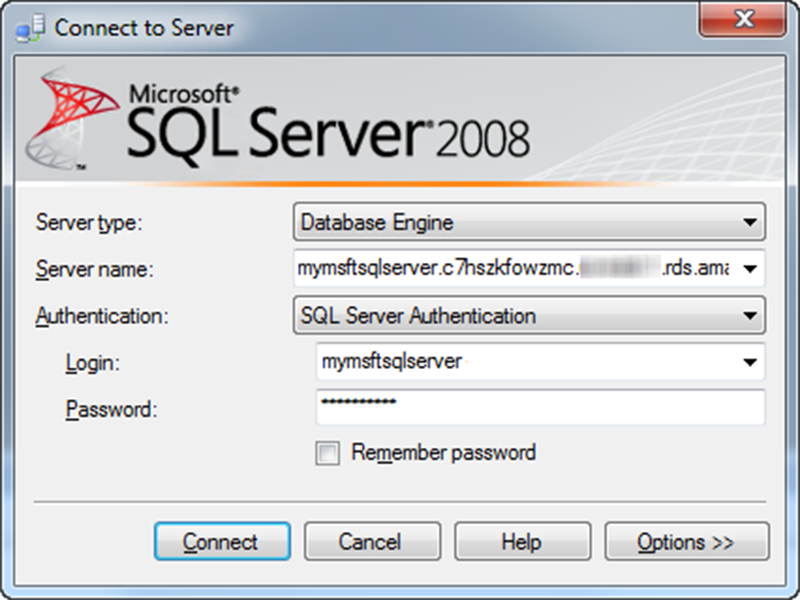 Connect to Server
Microsoft®
SQL Server® 2008
™
Server type: Database Engine
Server name: mymsftsqlserver.c7hszkfowzmc. .rds.ama
Authentication: SQL Server Authentication
Login: mymsftsqlserver
Password: **********
Remember password
Connect Cancel Help Options >>